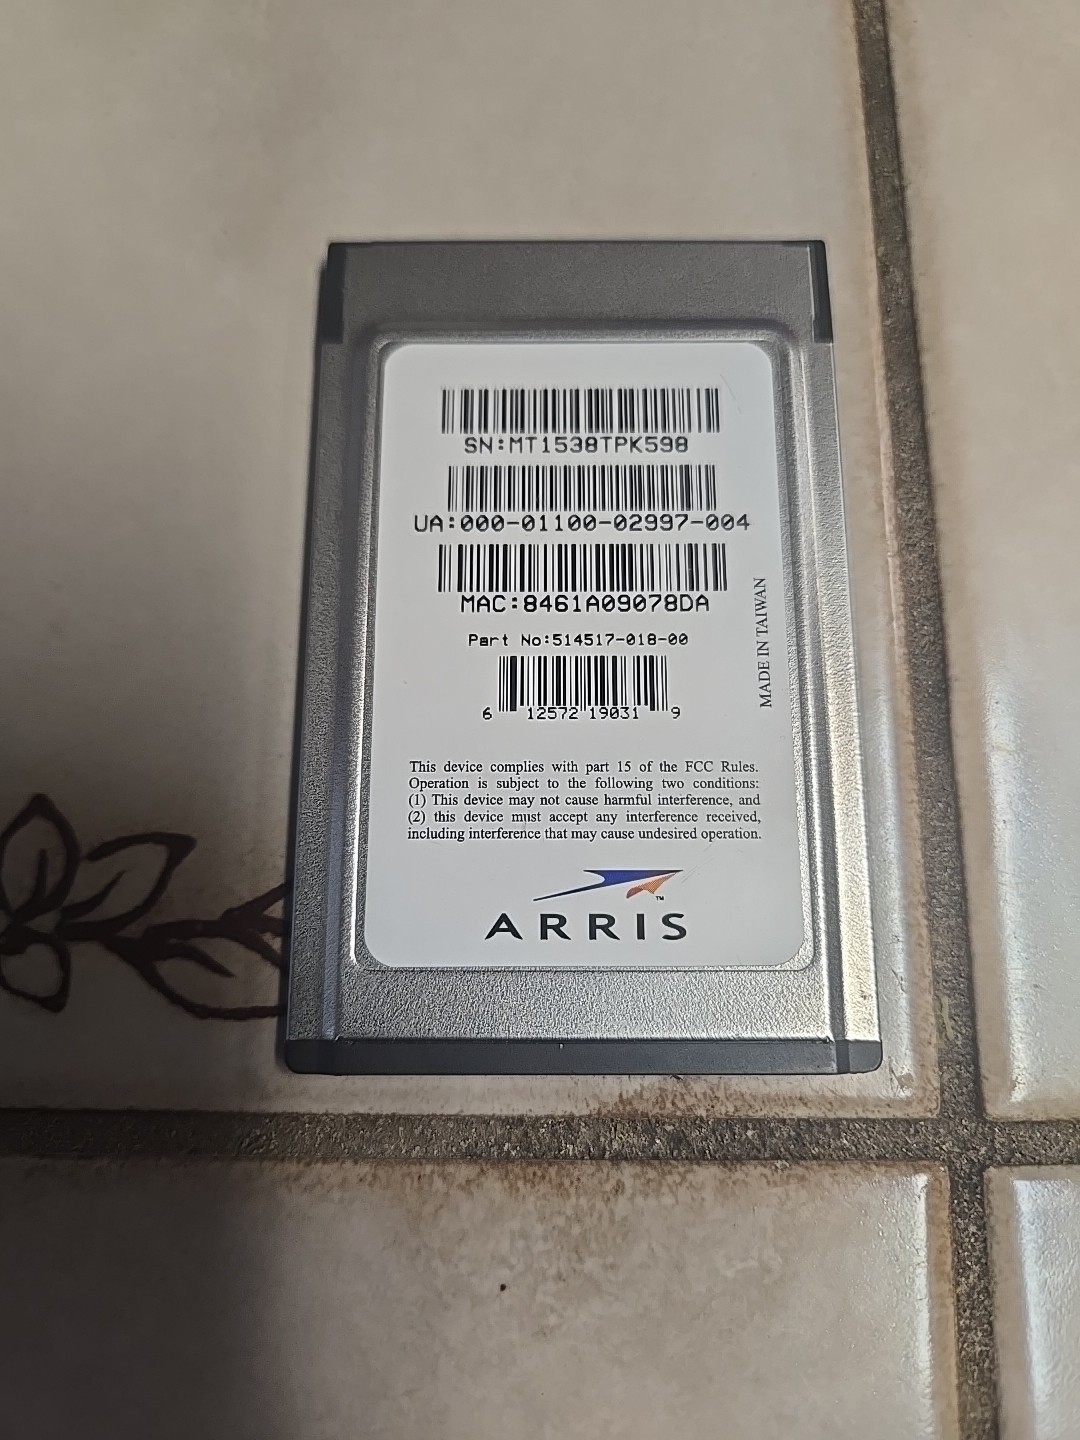 SN:MT1538TPK598
UA:000-01100-02997-004
MAC:8461A09078DA
Part No:514517-018-00
6 12572 19031 9
MADE IN TAIWAN
This device complies with part 15 of the FCC Rules.
Operation is subject to the following two conditions:
(1) This device may not cause harmful interference, and
(2) this device must accept any interference received,
including interference that may cause undesired operation.
TM
ARRIS